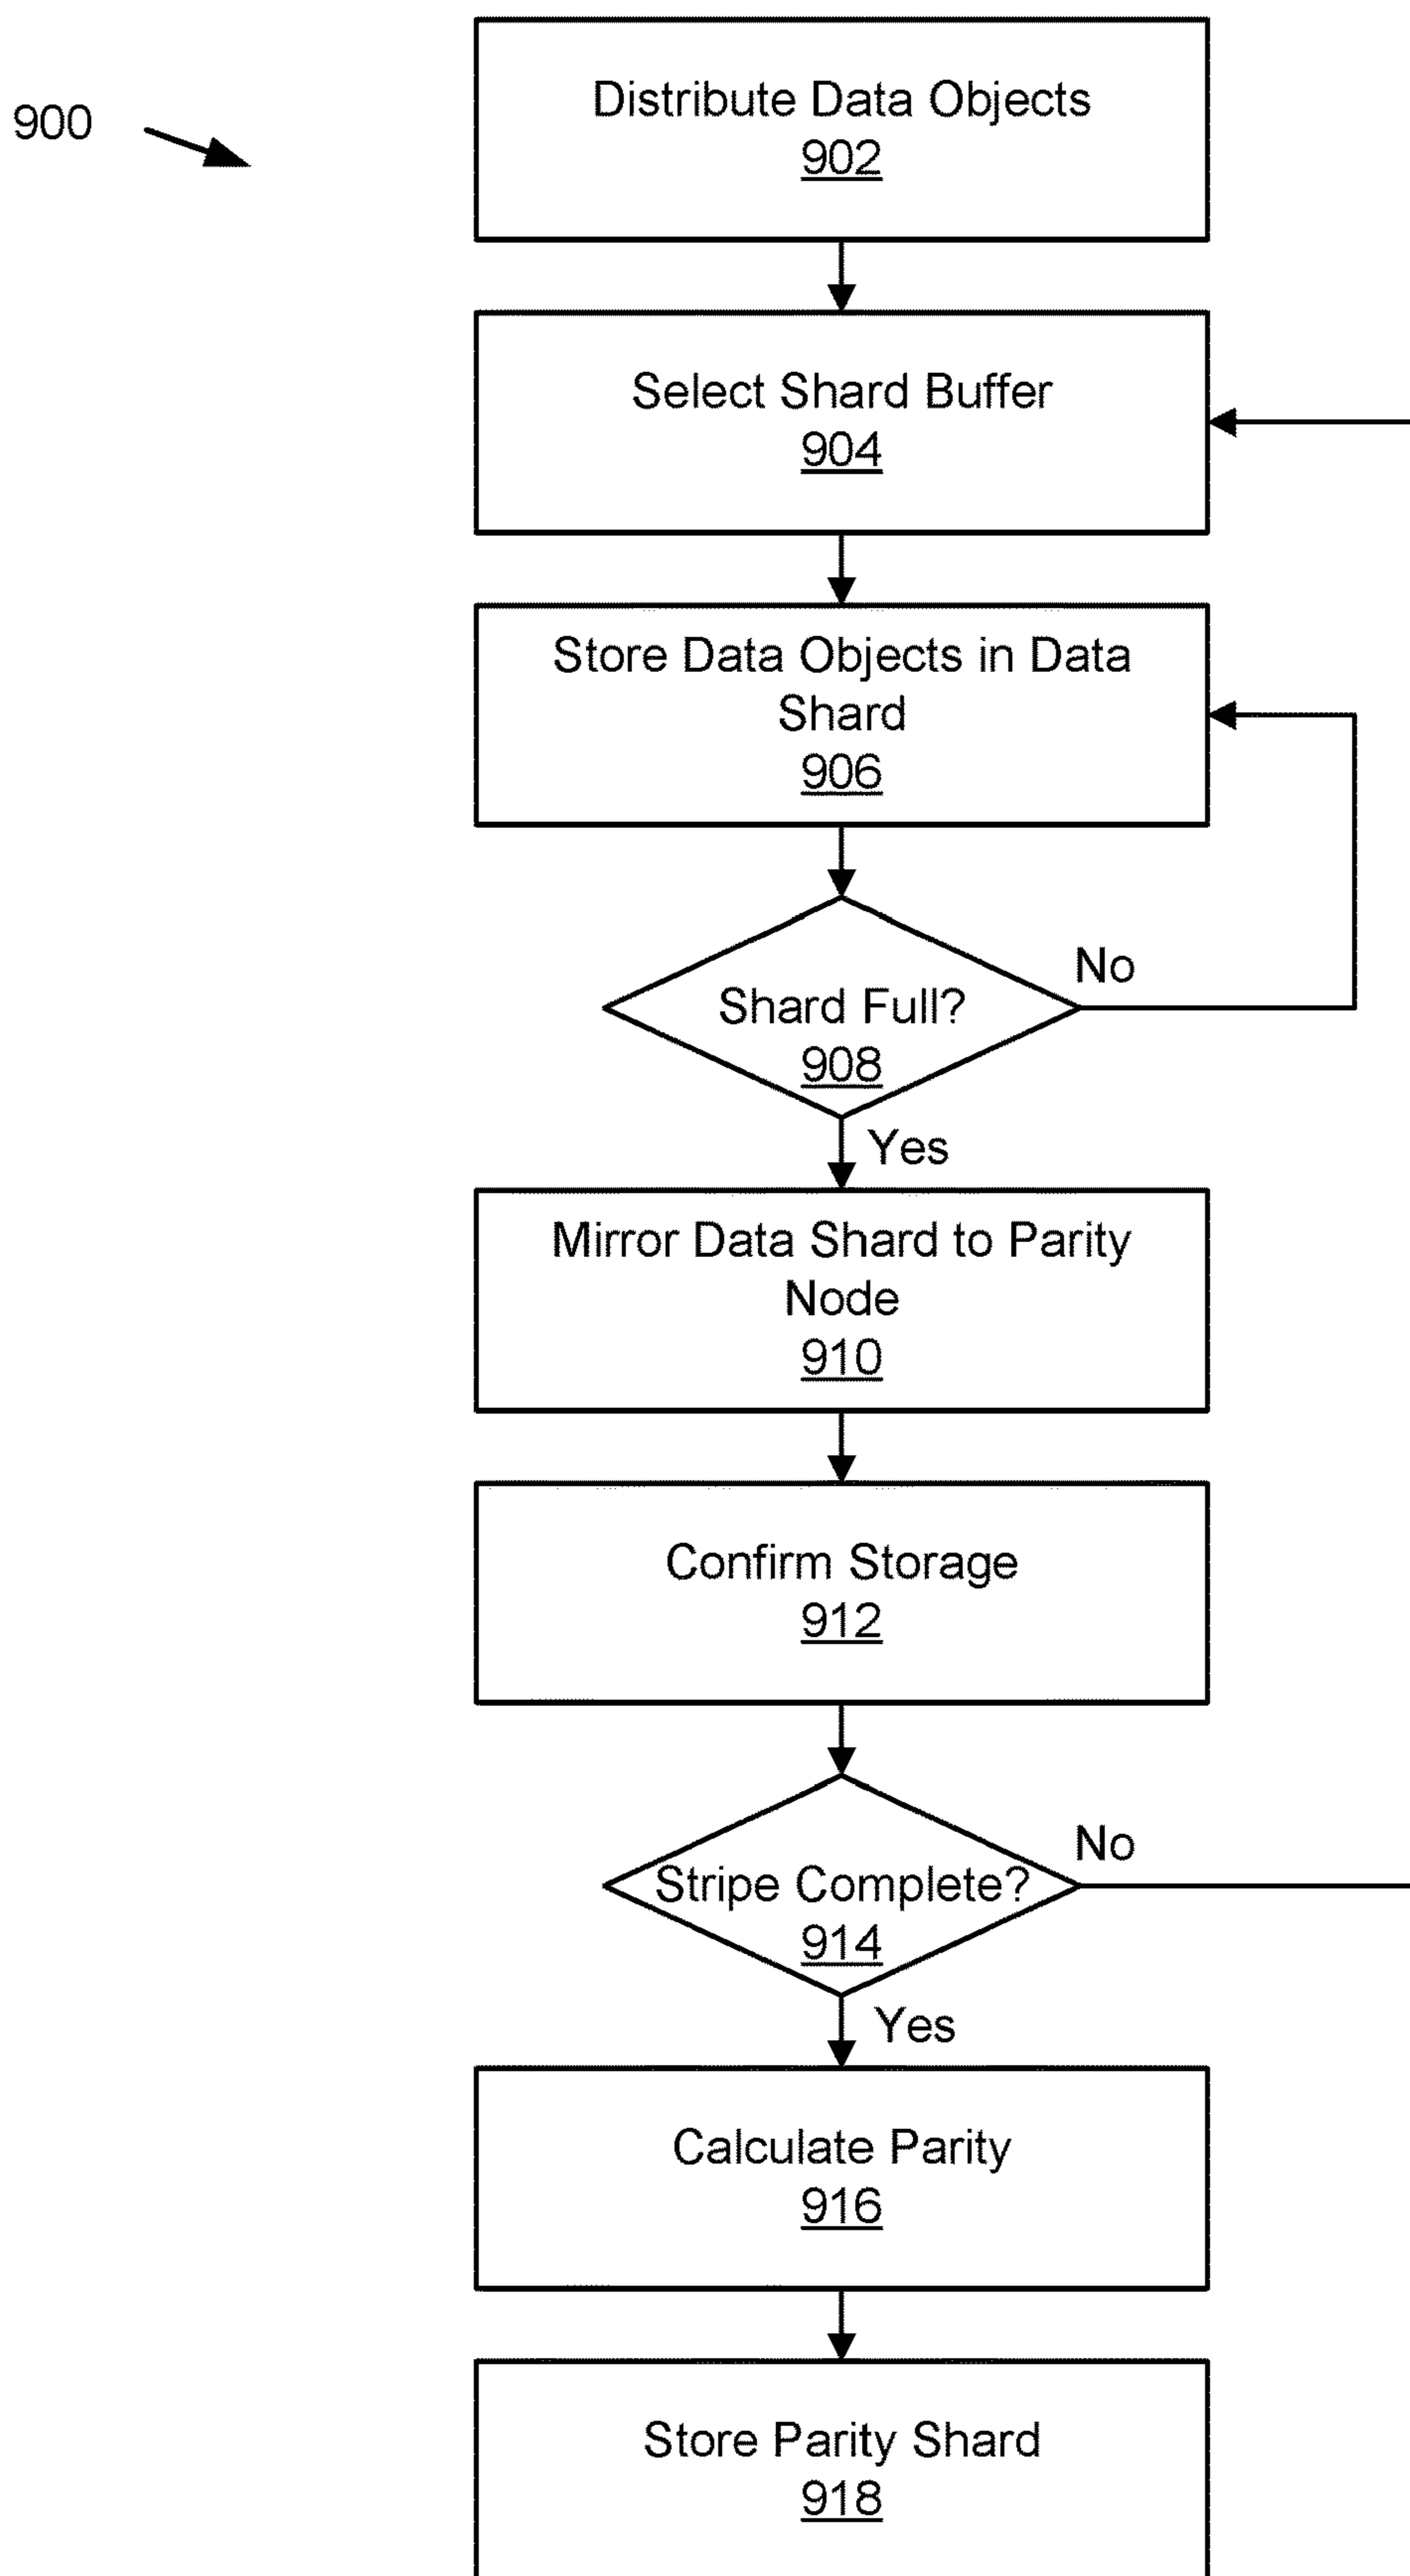 900
Distribute Data Objects
902
Select Shard Buffer
904
Store Data Objects in Data
Shard
906
Shard Full?
908
No
Yes
Mirror Data Shard to Parity
Node
910
Confirm Storage
912
Stripe Complete?
914
No
Yes
Calculate Parity
916
Store Parity Shard
918